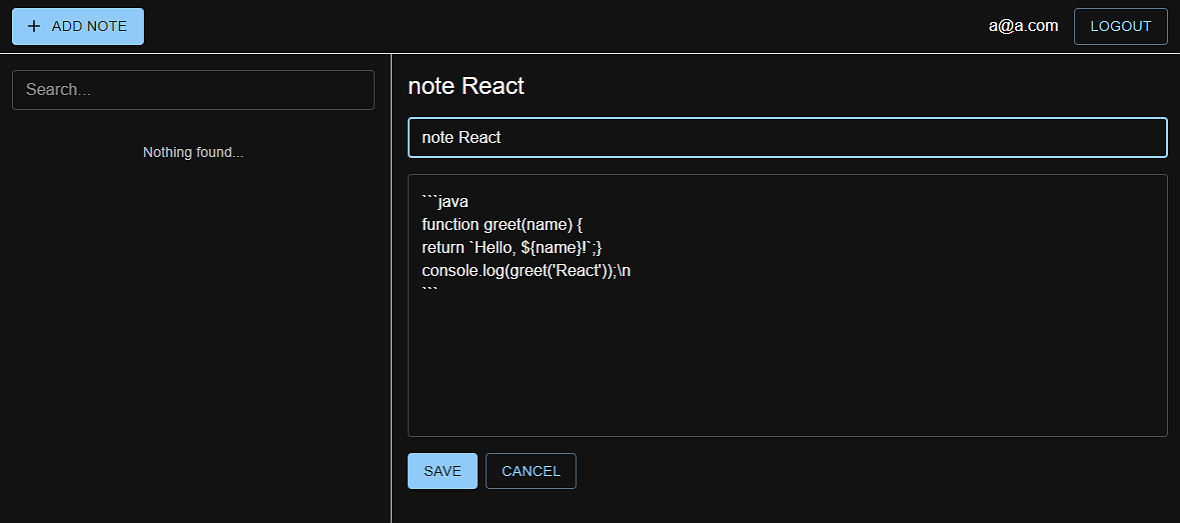 + ADD NOTE
a@a.com
LOGOUT
Search...
Nothing found...
note React
note React
```java
function greet(name) {
return `Hello, ${name}!`;}
console.log(greet('React'));\n
```
SAVE
CANCEL